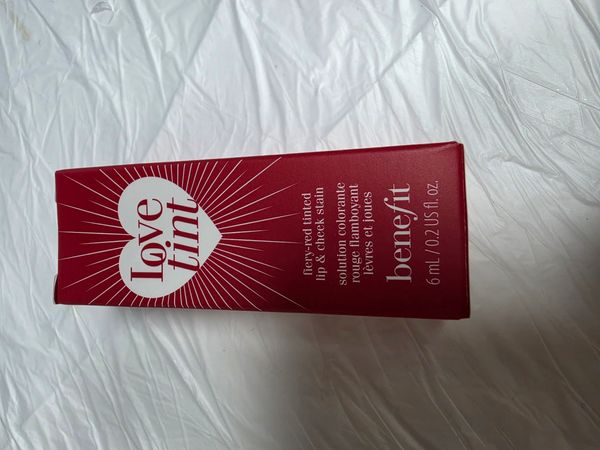 Love
tint
fiery-red tinted
lip & cheek stain
solution colorante
rouge flamboyant
lèvres et joues
benefit
6 mL / 0.2 US fl. oz.